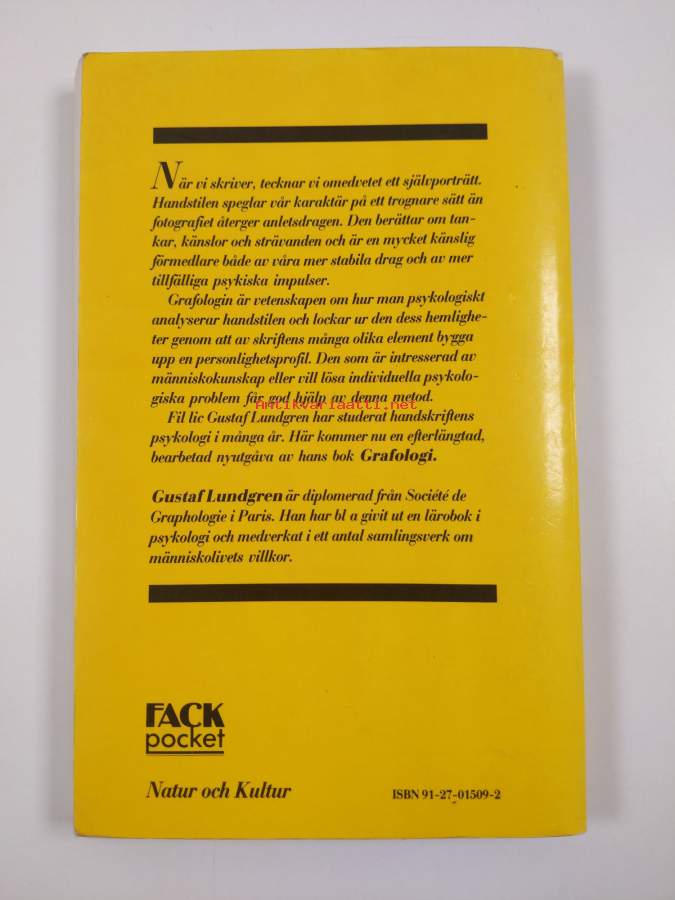 När vi skriver, tecknar vi omedvetet ett självporträtt.
Handstilen speglar vår karaktär på ett trognare sätt än
fotografiet återger anletsdragen. Den berättar om tan-
kar, känslor och strävanden och är en mycket känslig
förmedlare både av våra mer stabila drag och av mer
tillfälliga psykiska impulser.
Grafologin är vetenskapen om hur man psykologiskt
analyserar handstilen och lockar ur den dess hemlighe-
ter genom att av skriftens många olika element bygga
upp en personlighetsprofil. Den som är intresserad av
människokunskap eller vill lösa individuella psykolo-
giska problem får god hjälp av denna metod.
Antikvariaatti.net
Fil lic Gustaf Lundgren har studerat handskriftens
psykologi i många år. Här kommer nu en efterlängtad,
bearbetad nyutgåva av hans bok Grafologi.
Gustaf Lundgren är diplomerad från Société de
Graphologie i Paris. Han har bl a givit ut en lärobok i
psykologi och medverkat i ett antal samlingsverk om
människolivets villkor.
FACK
pocket
Natur och Kultur
ISBN 91-27-01509-2